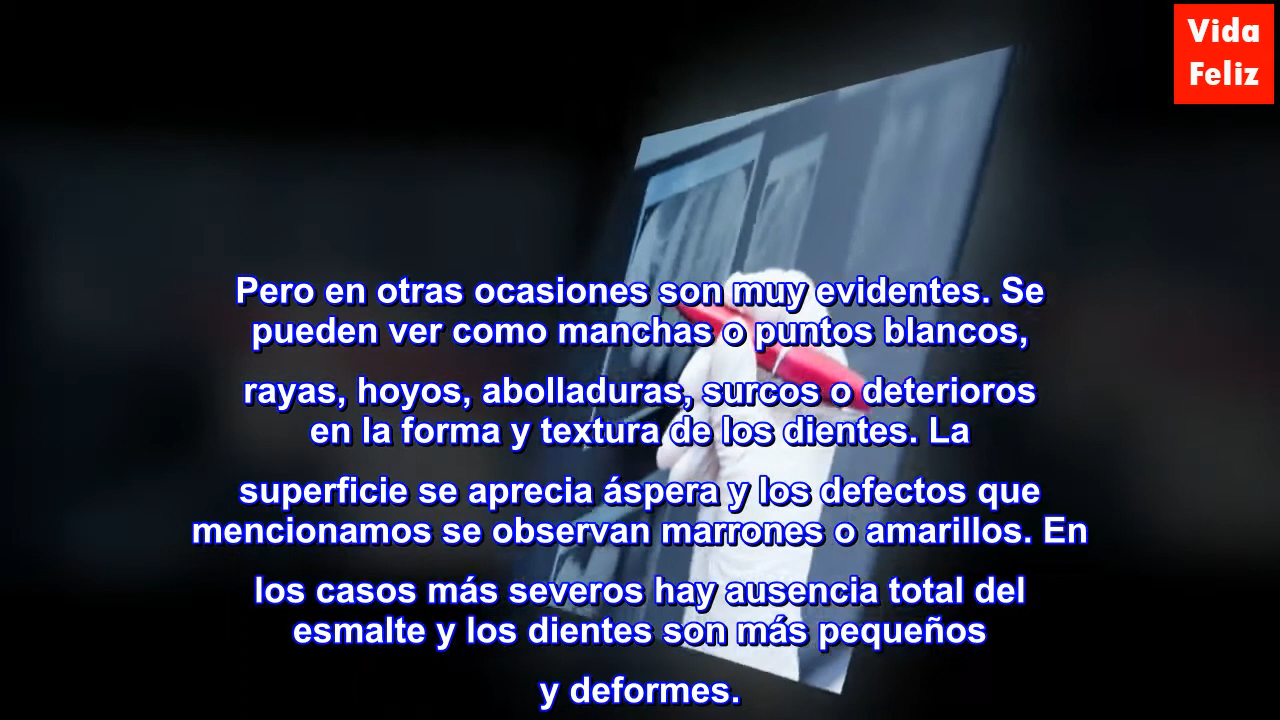 Vida
Feliz
Pero en otras ocasiones son muy evidentes. Se
pueden ver como manchas o puntos blancos,
rayas, hoyos, abolladuras, surcos o deterioros
en la forma y textura de los dientes. La
superficie se aprecia áspera y los defectos que
mencionamos se observan marrones o amarillos. En
los casos más severos hay ausencia total del
esmalte y los dientes son más pequeños
y deformes.